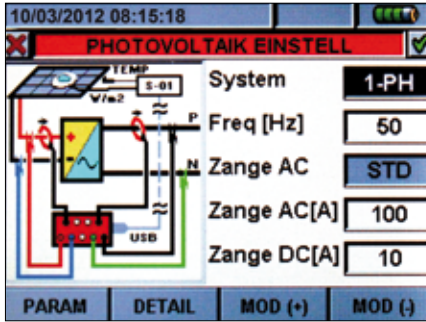 10/03/2012 08:15:18
PHOTOVOLTAIK EINSTELL
TEMP
S-01
W/m2
P
N
USB
System 1-PH
Freq [Hz] 50
Zange AC STD
Zange AC[A] 100
Zange DC[A] 10
PARAM DETAIL MOD (+) MOD (-)